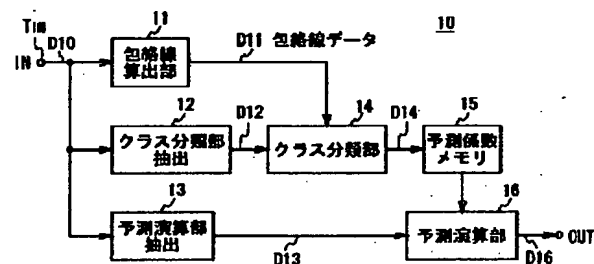 10
T_IN
IN
D10
11
包絡線
算出部
D11 包絡線データ
12
クラス分類部
抽出
D12
14
クラス分類部
D14
15
予測係数
メモリ
13
予測演算部
抽出
D13
16
予測演算部
D16
OUT